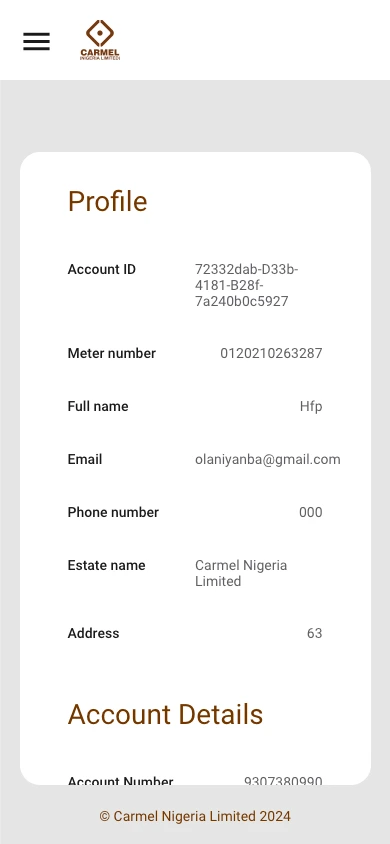 CARMEL
NIGERIA LIMITED
Profile
Account ID 72332dab-D33b-
4181-B28f-
7a240b0c5927
Meter number 0120210263287
Full name Hfp
Email olaniyanba@gmail.com
Phone number 000
Estate name Carmel Nigeria
Limited
Address 63
Account Details
Account Number 9307380990
© Carmel Nigeria Limited 2024